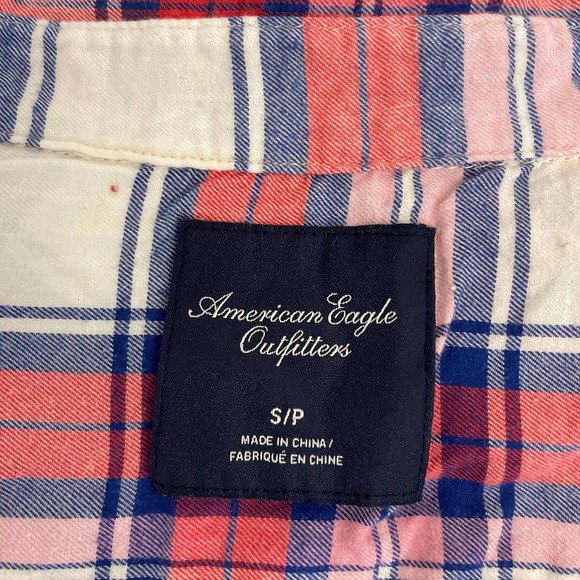 American Eagle
Outfitters
S/P
MADE IN CHINA/
FABRIQUÉ EN CHINE